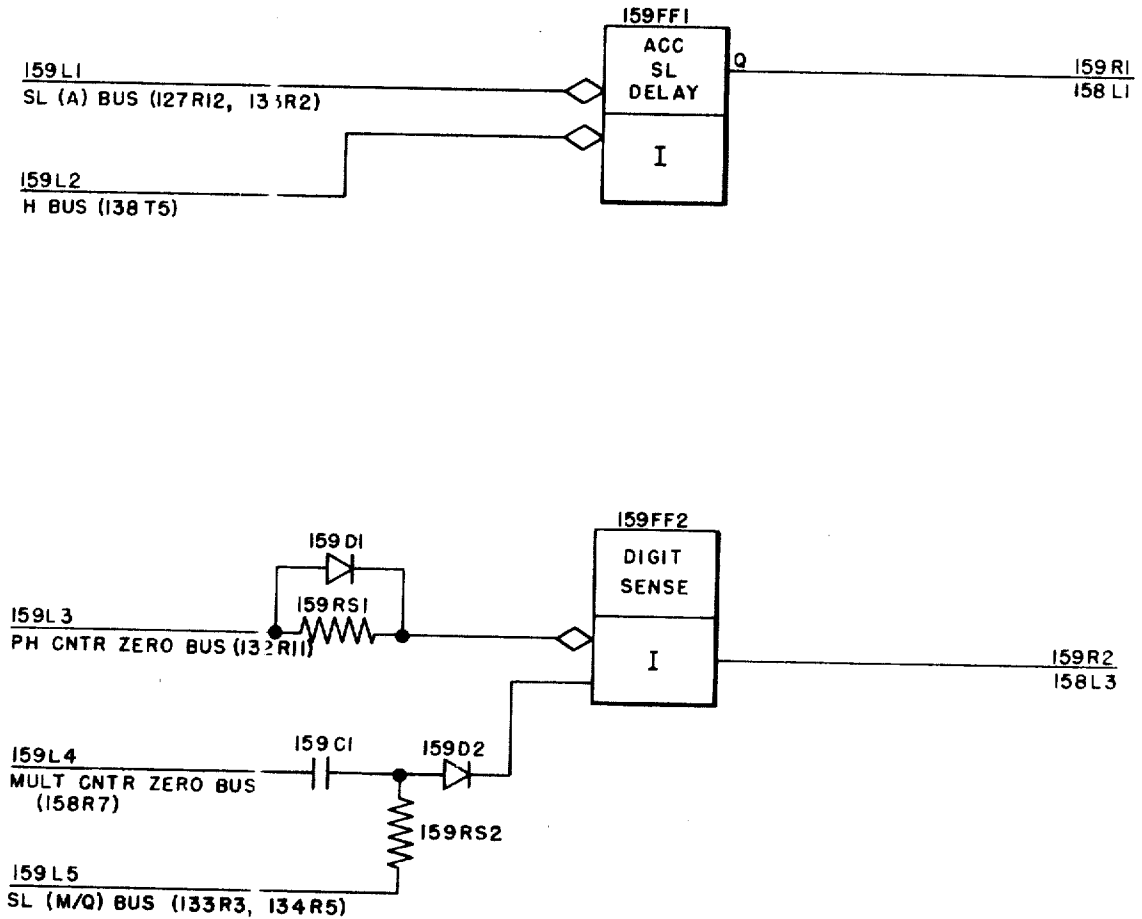 159FF1
ACC
SL
DELAY
I
Q
159L1
SL (A) BUS (127R12, 133R2)
159R1
158L1
159L2
H BUS (138T5)
159FF2
DIGIT
SENSE
I
159D1
159RS1
159L3
PH CNTR ZERO BUS (132R11)
159R2
158L3
159L4
MULT CNTR ZERO BUS
(158R7)
159C1
159D2
159RS2
159L5
SL (M/Q) BUS (133R3, 134R5)